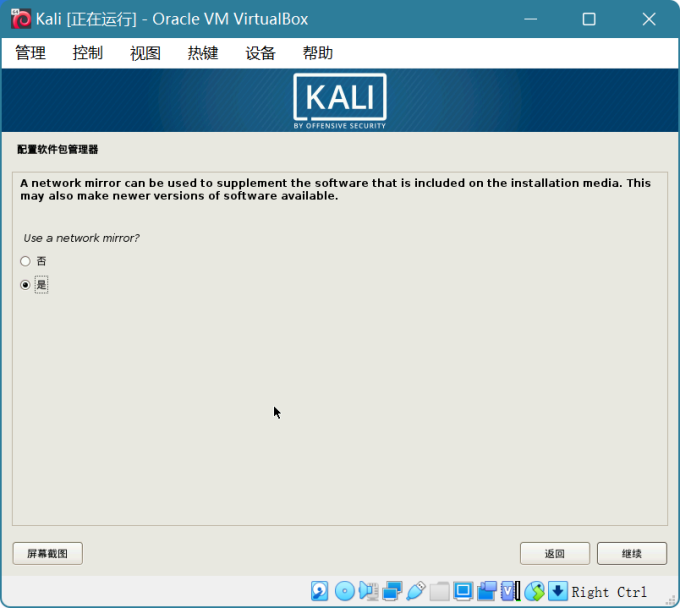 Kali [正在运行] - Oracle VM VirtualBox
管理 控制 视图 热键 设备 帮助
KALI
BY OFFENSIVE SECURITY
配置软件包管理器
A network mirror can be used to supplement the software that is included on the installation media. This
may also make newer versions of software available.
Use a network mirror?
否
是
屏幕截图 返回 继续
Right Ctrl